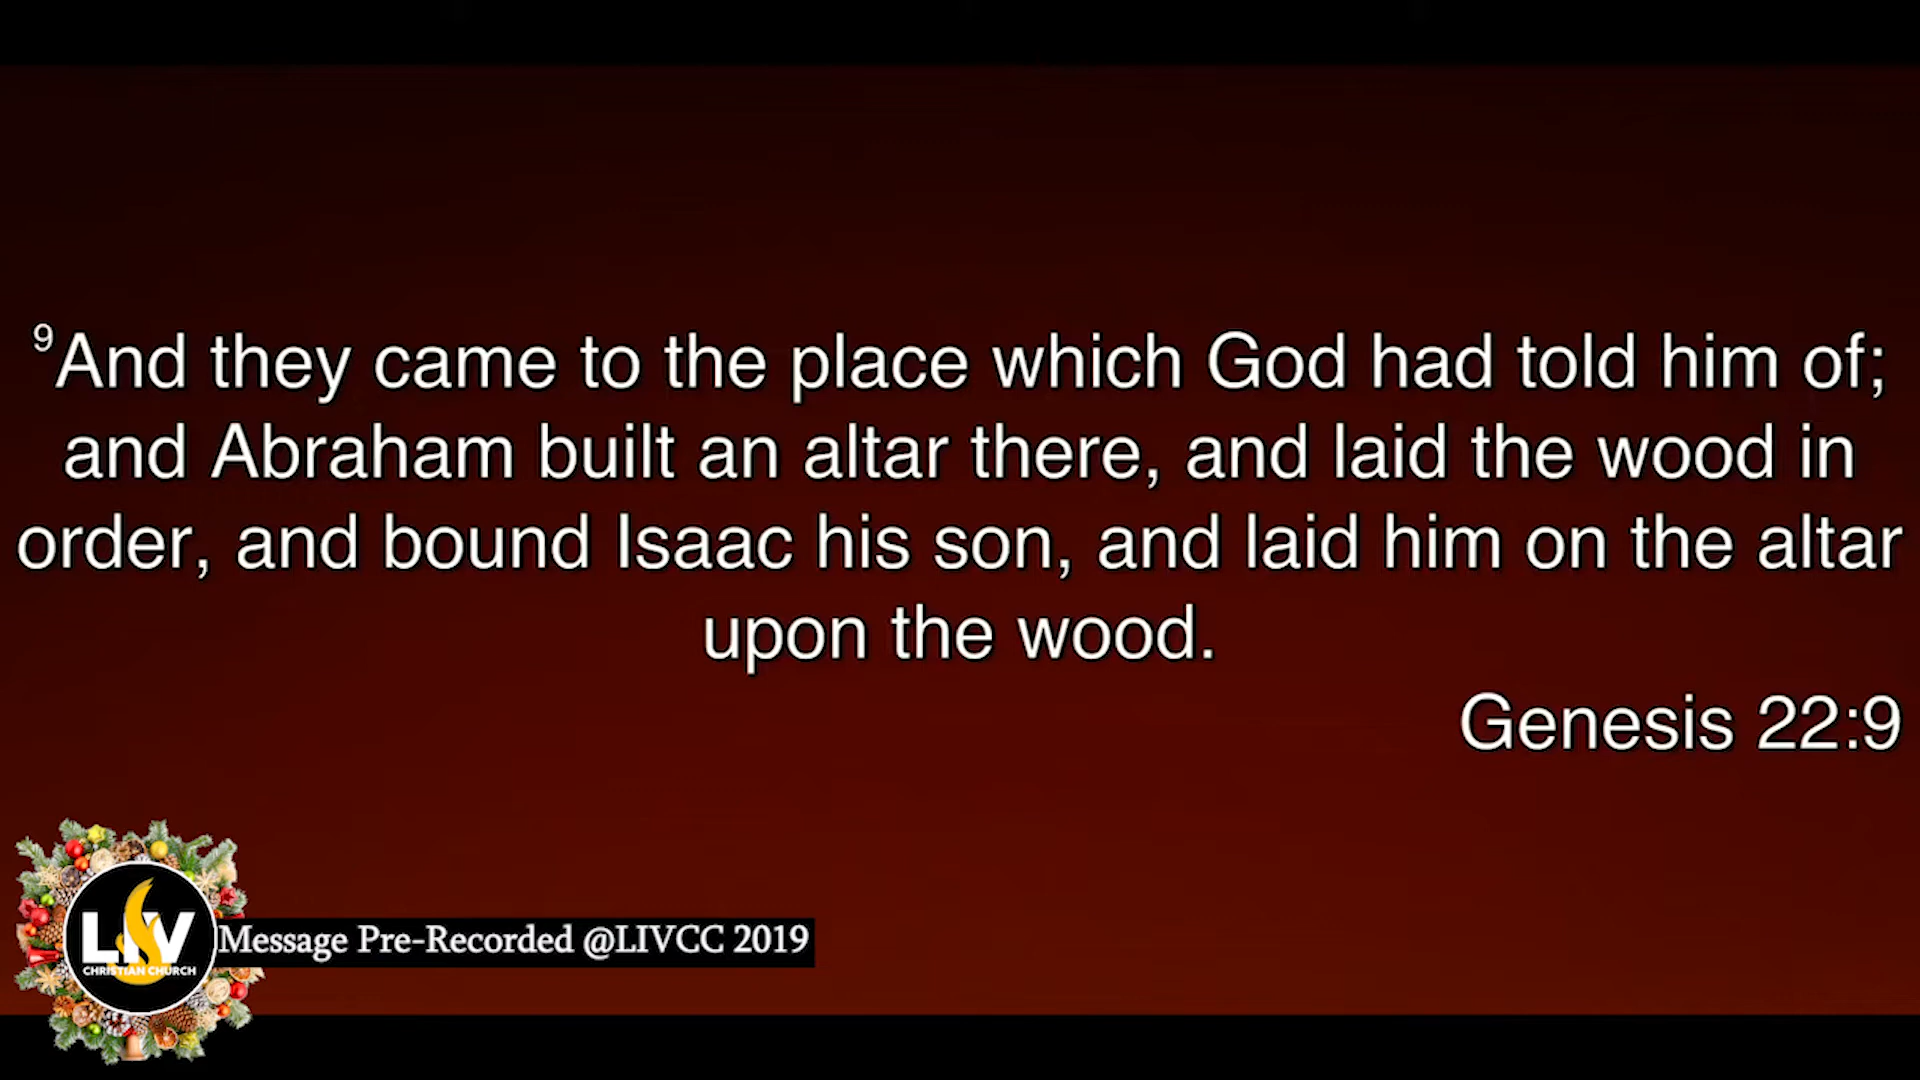 ⁹And they came to the place which God had told him of;
and Abraham built an altar there, and laid the wood in
order, and bound Isaac his son, and laid him on the altar
upon the wood.
Genesis 22:9
LIV
CHRISTIAN CHURCH
Message Pre-Recorded @LIVCC 2019